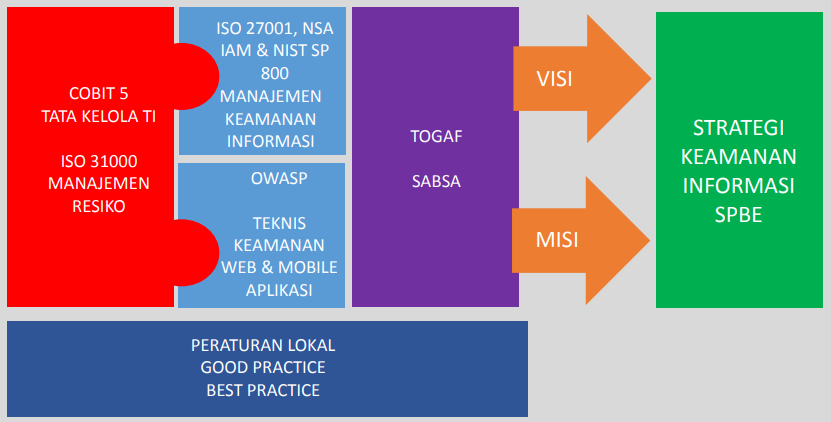 COBIT 5
TATA KELOLA TI
ISO 31000
MANAJEMEN
RESIKO
ISO 27001, NSA
IAM & NIST SP
800
MANAJEMEN
KEAMANAN
INFORMASI
OWASP
TEKNIS
KEAMANAN
WEB & MOBILE
APLIKASI
TOGAF
SABSA
VISI
MISI
STRATEGI
KEAMANAN
INFORMASI
SPBE
PERATURAN LOKAL
GOOD PRACTICE
BEST PRACTICE